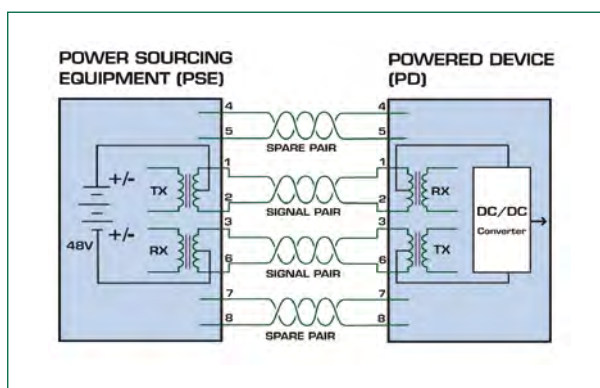 POWER SOURCING
EQUIPMENT (PSE)
POWERED DEVICE
(PD)
4
4
5
5
SPARE PAIR
1
1
+/-
TX
RX
2
2
SIGNAL PAIR
DC/DC
Converter
3
3
+/-
48V
RX
TX
6
6
SIGNAL PAIR
7
7
8
8
SPARE PAIR